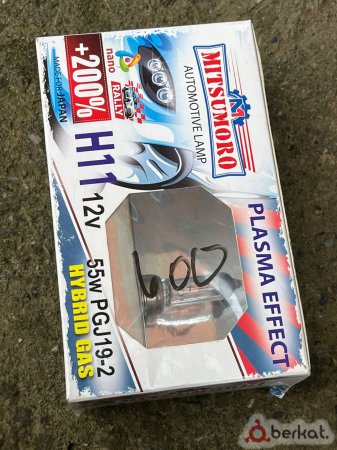 MITSUMORO
AUTOMOTIVE LAMP
nano
RALLY
+200%
MADE FOR JAPAN
H11 12v
55w PGJ19-2
HYBRID GAS
PLASMA EFFECT
600
berkat.